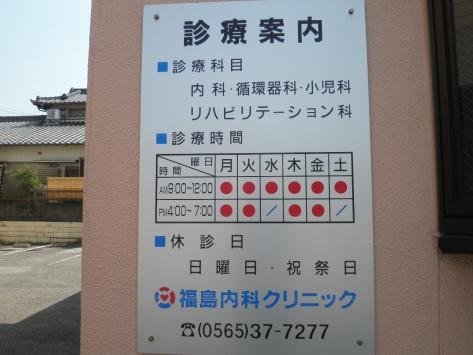 診療案内
■診療科目
内科・循環器科・小児科
リハビリテーション科
■診療時間
曜日 時間 月 火 水 木 金 土
AM9:00~12:00 ● ● ● ● ● ●
PM4:00~7:00 ● ● / ● ● /
■休診日
日曜日・祝祭日
福島内科クリニック
☎(0565)37-7277